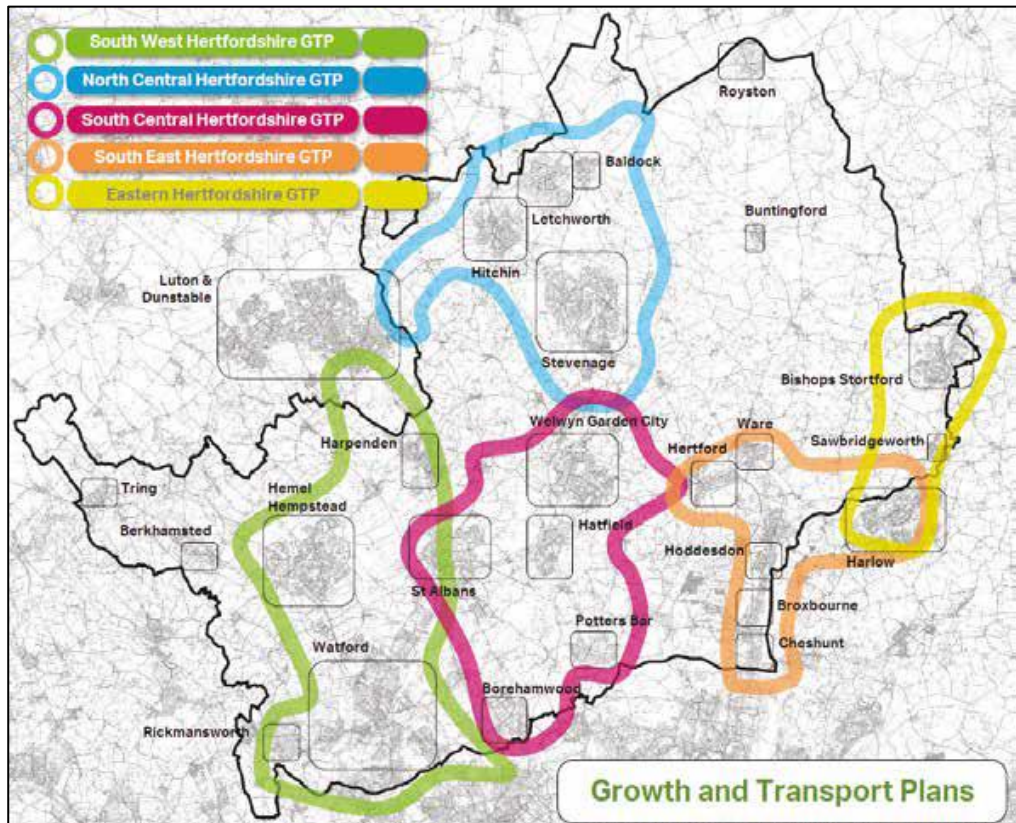 South West Hertfordshire GTP
North Central Hertfordshire GTP
South Central Hertfordshire GTP
South East Hertfordshire GTP
Eastern Hertfordshire GTP
Royston
Baldock
Letchworth
Buntingford
Hitchin
Luton &
Dunstable
Stevenage
Bishops Stortford
Welwyn Garden City
Ware
Harpenden
Hertford
Sawbridgeworth
Tring
Hemel
Hempstead
Berkhamsted
Hatfield
Hoddesdon
Harlow
St Albans
Broxbourne
Potters Bar
Cheshunt
Watford
Borehamwood
Rickmansworth
Growth and Transport Plans